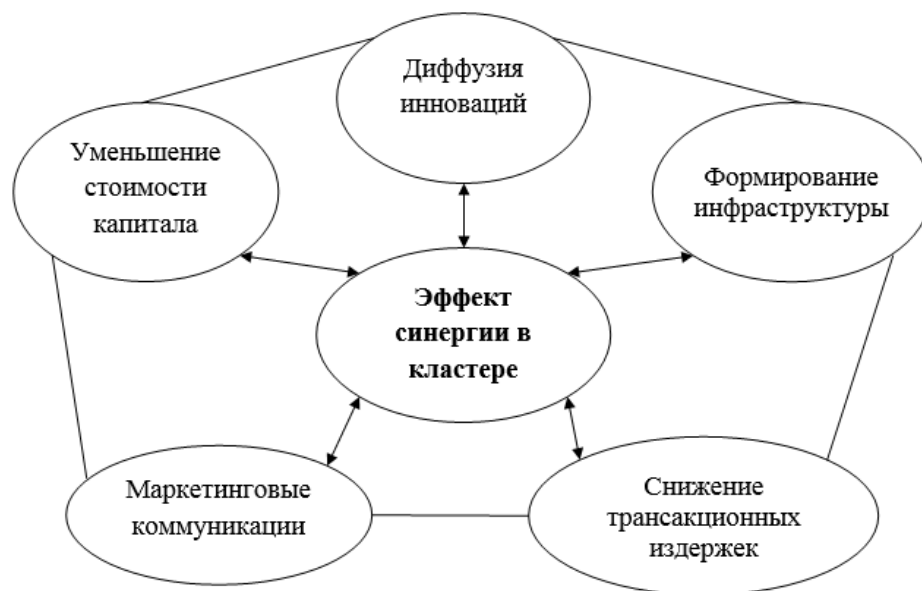 Диффузия
инноваций
Уменьшение
стоимости
капитала
Формирование
инфраструктуры
Эффект
синергии в
кластере
Маркетинговые
коммуникации
Снижение
трансакционных
издержек